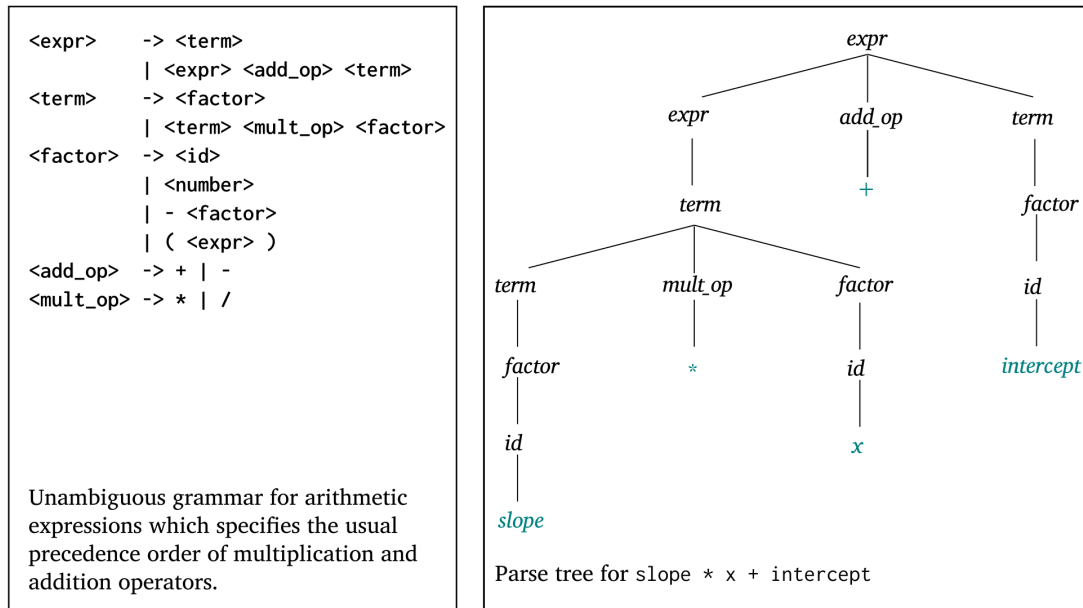 <expr> -> <term>
| <expr> <add_op> <term>
<term> -> <factor>
| <term> <mult_op> <factor>
<factor> -> <id>
| <number>
| - <factor>
| ( <expr> )
<add_op> -> + | -
<mult_op> -> * | /
Unambiguous grammar for arithmetic
expressions which specifies the usual
precedence order of multiplication and
addition operators.
expr
expr add_op term
+
term factor
term mult_op factor id
factor * id intercept
id x
slope
Parse tree for slope * x + intercept